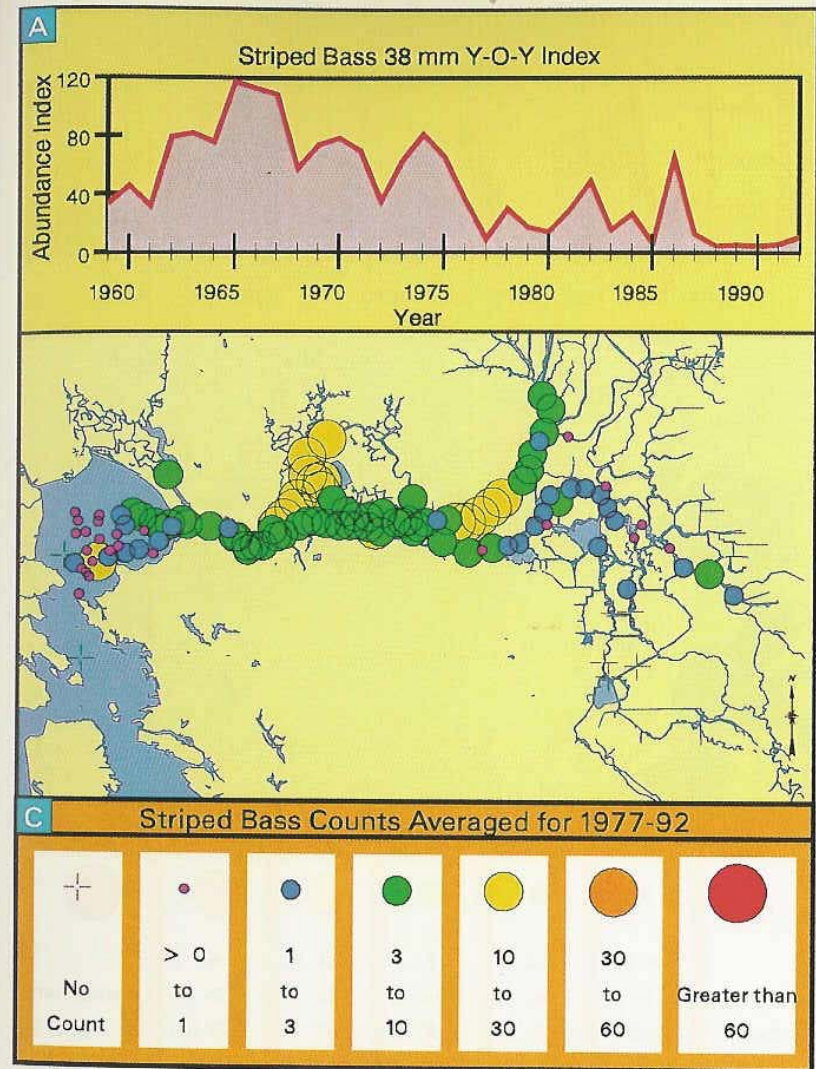 A
Striped Bass 38 mm Y-O-Y Index
Abundance Index
120
80
40
0
1960 1965 1970 1975 1980 1985 1990
Year
N
C
Striped Bass Counts Averaged for 1977-92
No
Count
> 0
to
1
1
to
3
3
to
10
10
to
30
30
to
60
Greater than
60